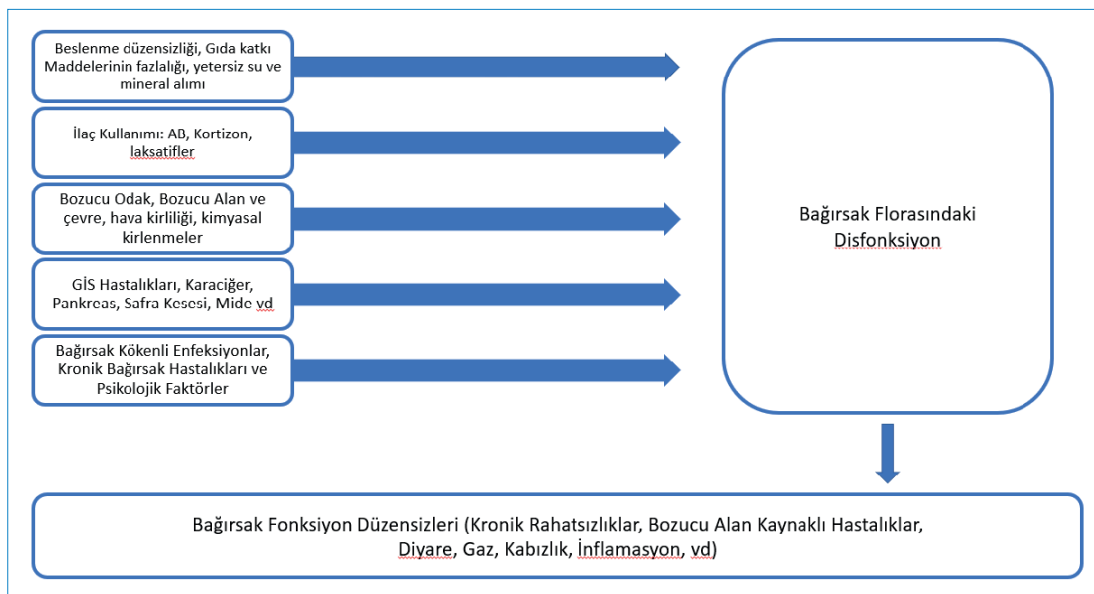 Beslenme düzensizliği, Gıda katkı
Maddelerinin fazlalığı, yetersiz su ve
mineral alımı
İlaç Kullanımı: AB, Kortizon,
laksatifler
Bozucu Odak, Bozucu Alan ve
çevre, hava kirliliği, kimyasal
kirlenmeler
GİS Hastalıkları, Karaciğer,
Pankreas, Safra Kesesi, Mide vd
Bağırsak Kökenli Enfeksiyonlar,
Kronik Bağırsak Hastalıkları ve
Psikolojik Faktörler
Bağırsak Florasındaki
Disfonksiyon
Bağırsak Fonksiyon Düzensizleri (Kronik Rahatsızlıklar, Bozucu Alan Kaynaklı Hastalıklar,
Diyare, Gaz, Kabızlık, İnflamasyon, vd)